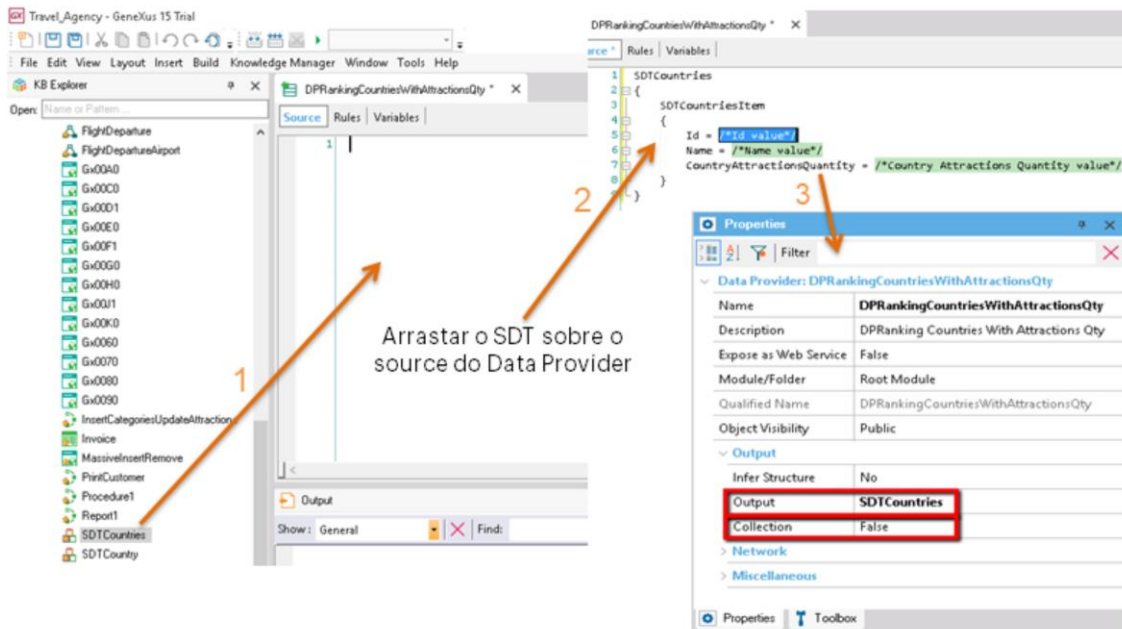 Travel_Agency - GeneXus 15 Trial
File Edit View Layout Insert Build Knowledge Manager Window Tools Help
KB Explorer
Open: Name or Pattern...
FlightDeparture
FlightDepartureAirport
Gx00A0
Gx00C0
Gx00D1
Gx00E0
Gx00F1
Gx00G0
Gx00H0
Gx00J1
Gx00K0
Gx0060
Gx0070
Gx0080
Gx0090
InsertCategoriesUpdateAttraction
Invoice
MassiveInsertRemove
PrintCustomer
Procedure1
Report1
SDTCountries
SDTCountry
DPRankingCountriesWithAttractionsQty *
Source Rules Variables
1
1
Output
Show: General Find:
Arrastar o SDT sobre o
source do Data Provider
2
DPRankingCountriesWithAttractionsQty *
urce * Rules Variables
1 SDTCountries
2 {
3 SDTCountriesItem
4 {
5 Id = /*Id value*/
6 Name = /*Name value*/
7 CountryAttractionsQuantity = /*Country Attractions Quantity value*/
8 }
}
3
Properties
Filter
Data Provider: DPRankingCountriesWithAttractionsQty
Name DPRankingCountriesWithAttractionsQty
Description DPRanking Countries With Attractions Qty
Expose as Web Service False
Module/Folder Root Module
Qualified Name DPRankingCountriesWithAttractionsQty
Object Visibility Public
Output
Infer Structure No
Output SDTCountries
Collection False
Network
Miscellaneous
Properties Toolbox